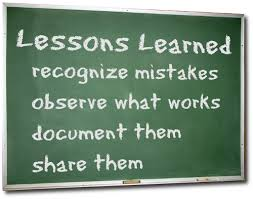 Lessons Learned
recognize mistakes
observe what works
document them
share them